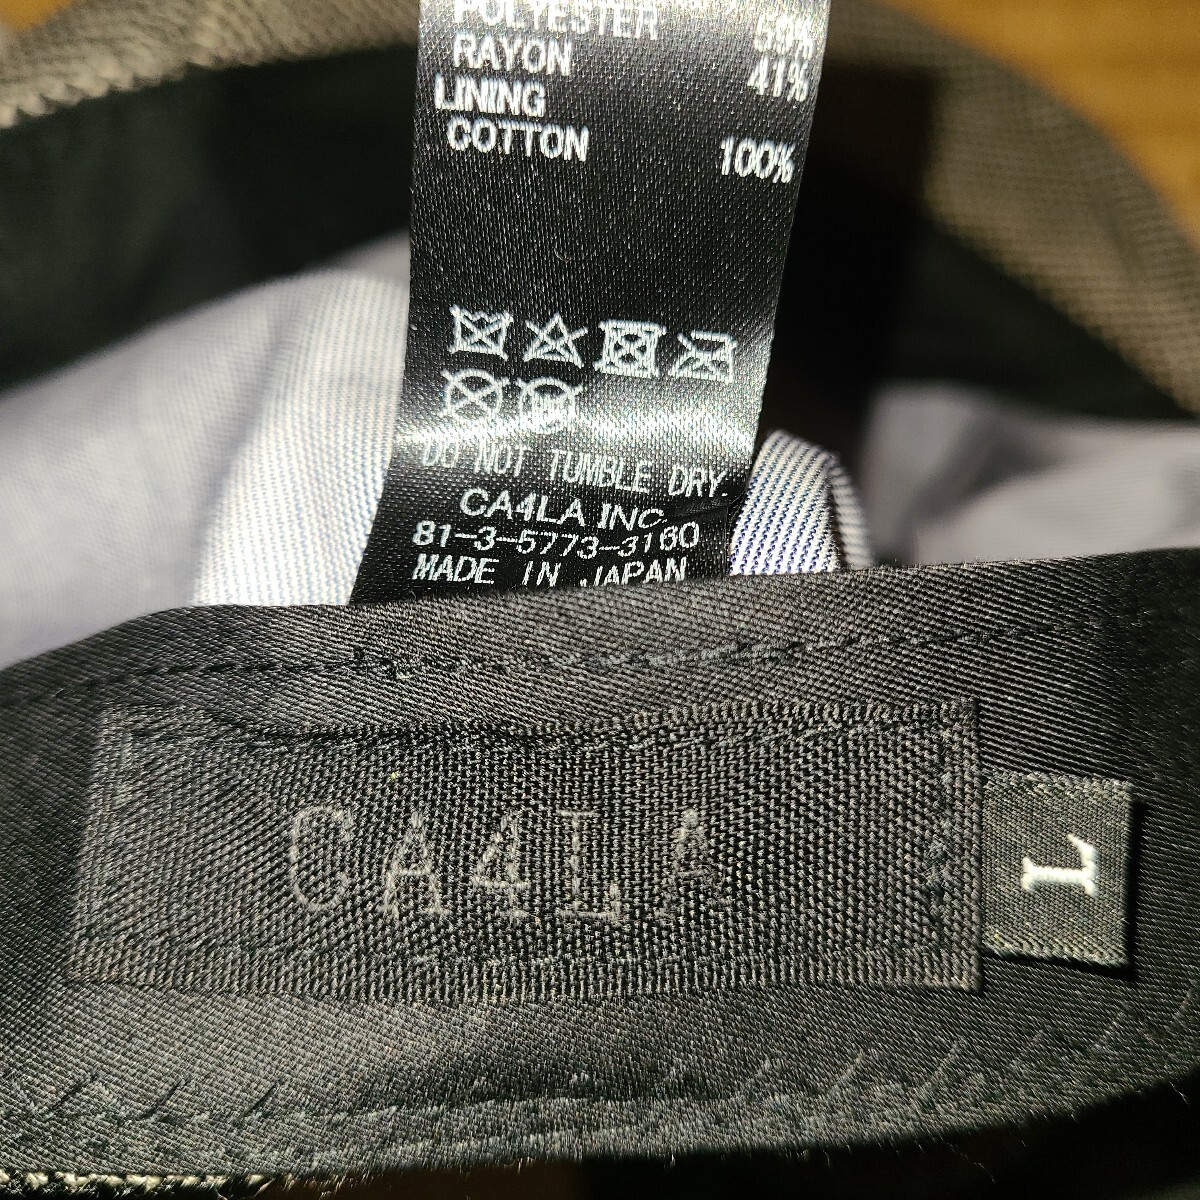 POLYESTER 59%
RAYON 41%
LINING
COTTON 100%
DO NOT TUMBLE DRY.
CA4LA INC.
81-3-5773-3160
MADE IN JAPAN
CA4LA
L